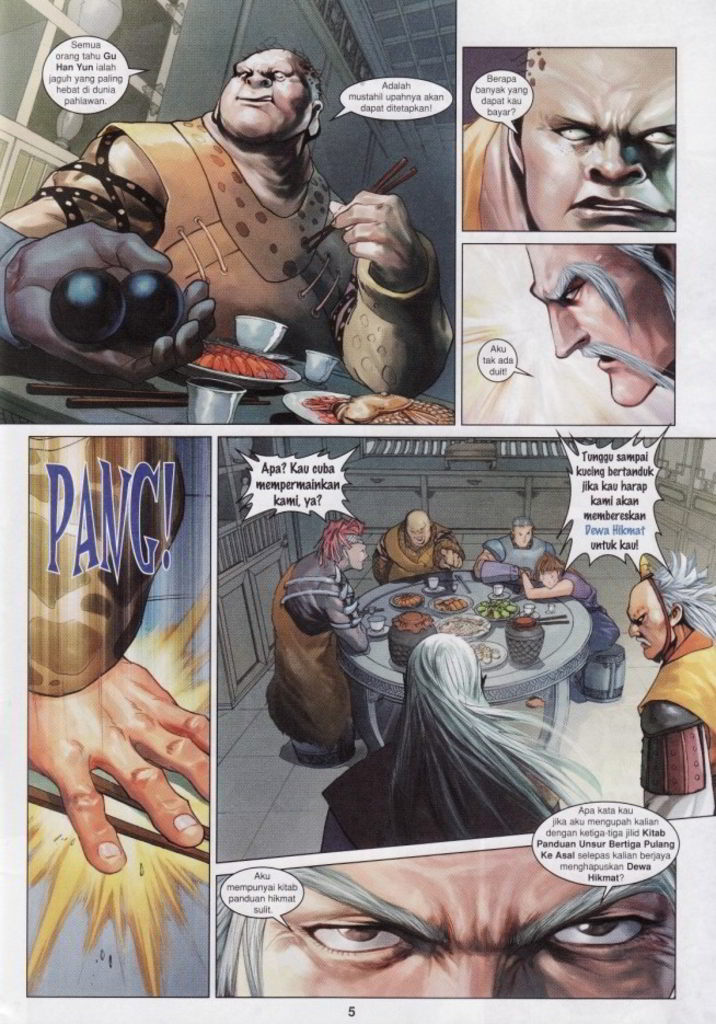 Semua
orang tahu Gu
Han Yun ialah
jaguh yang paling
hebat di dunia
pahlawan.
Adalah
mustahil upahnya akan
dapat ditetapkan!
Berapa
banyak yang
dapat kau
bayar?
Aku
tak ada
duit!
PANG!
Apa? Kau cuba
mempermainkan
kami, ya?
Tunggu sampai
kucing bertanduk
jika kau harap
kami akan
membereskan
Dewa Hikmat
untuk kau!
Aku
mempunyai kitab
panduan hikmat
sulit.
Apa kata kau
jika aku mengupah kalian
dengan ketiga-tiga jilid Kitab
Panduan Unsur Bertiga Pulang
Ke Asal selepas kalian berjaya
menghapuskan Dewa
Hikmat?
5